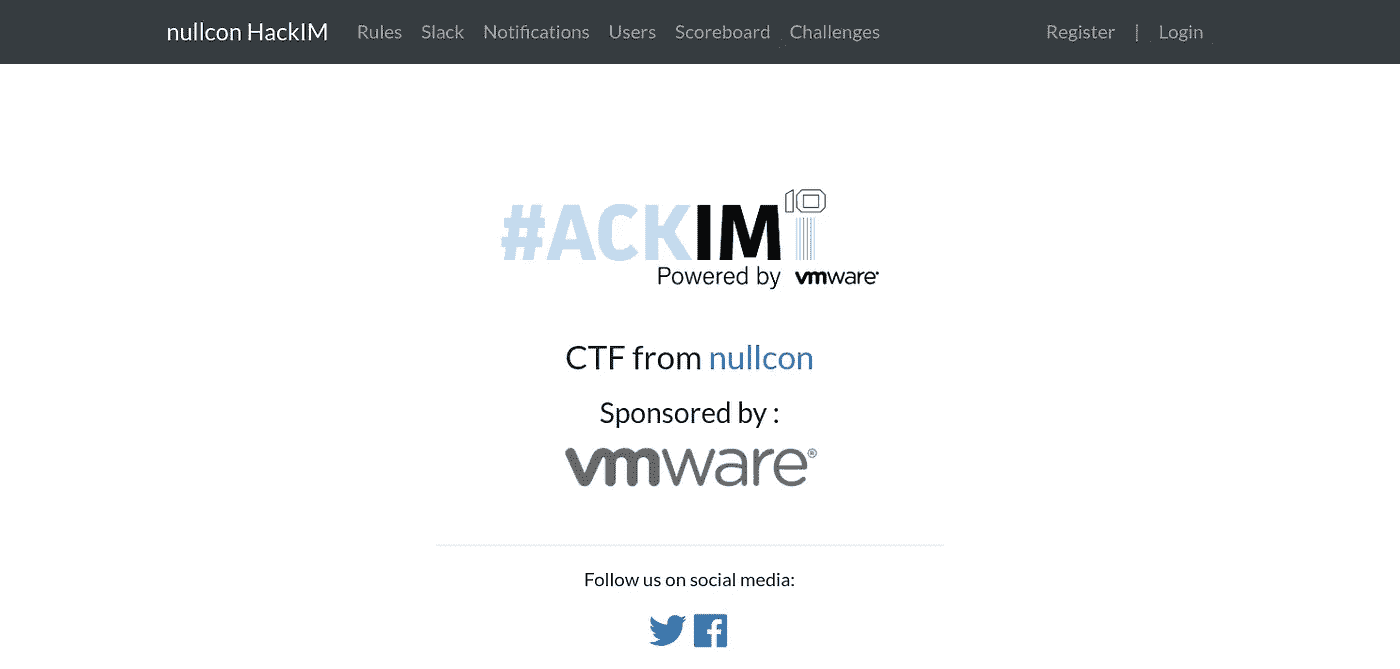 nullcon HackIM Rules Slack Notifications Users Scoreboard Challenges Register | Login
#ACKIM 10
Powered by vmware
CTF from nullcon
Sponsored by :
vmware®
Follow us on social media: